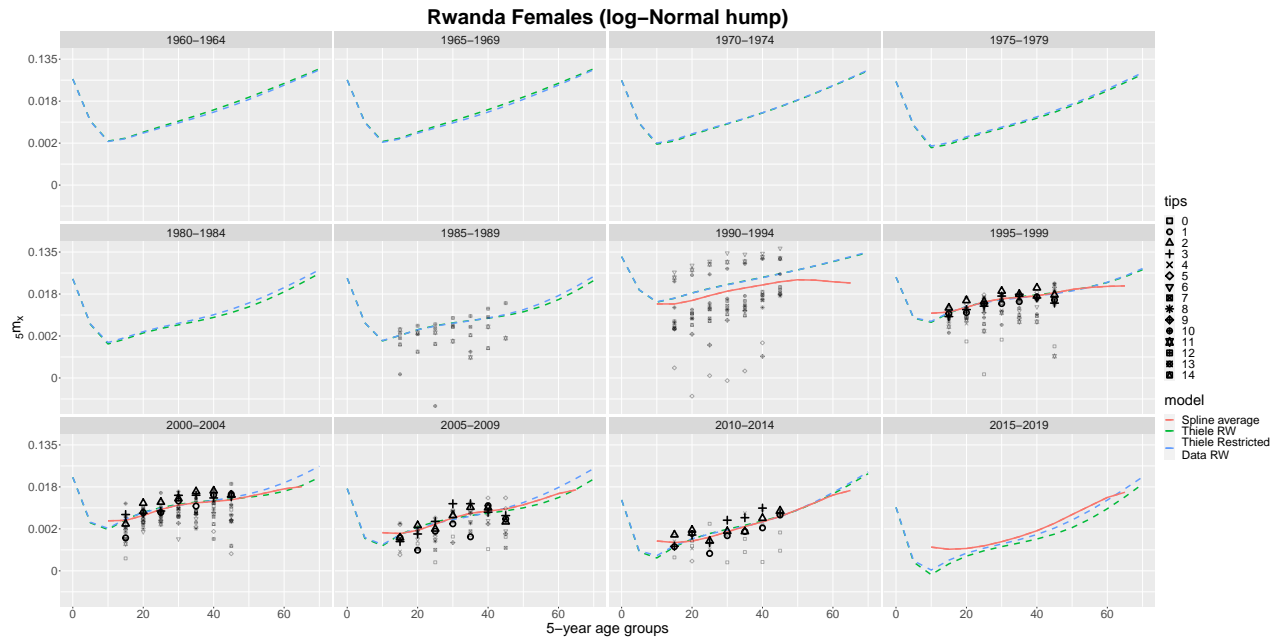 Rwanda Females (log−Normal hump)
1960−1964 1965−1969 1970−1974 1975−1979
0.135
0.018
0.002
0
1980−1984 1985−1989 1990−1994 1995−1999
0.135
0.018
0.002
0
2000−2004 2005−2009 2010−2014 2015−2019
0.135
0.018
0.002
0
0 20 40 60 0 20 40 60 0 20 40 60 0 20 40 60
5−year age groups
5mx
tips
0
1
2
3
4
5
6
7
8
9
10
11
12
13
14
model
Spline average
Thiele RW
Thiele Restricted
Data RW